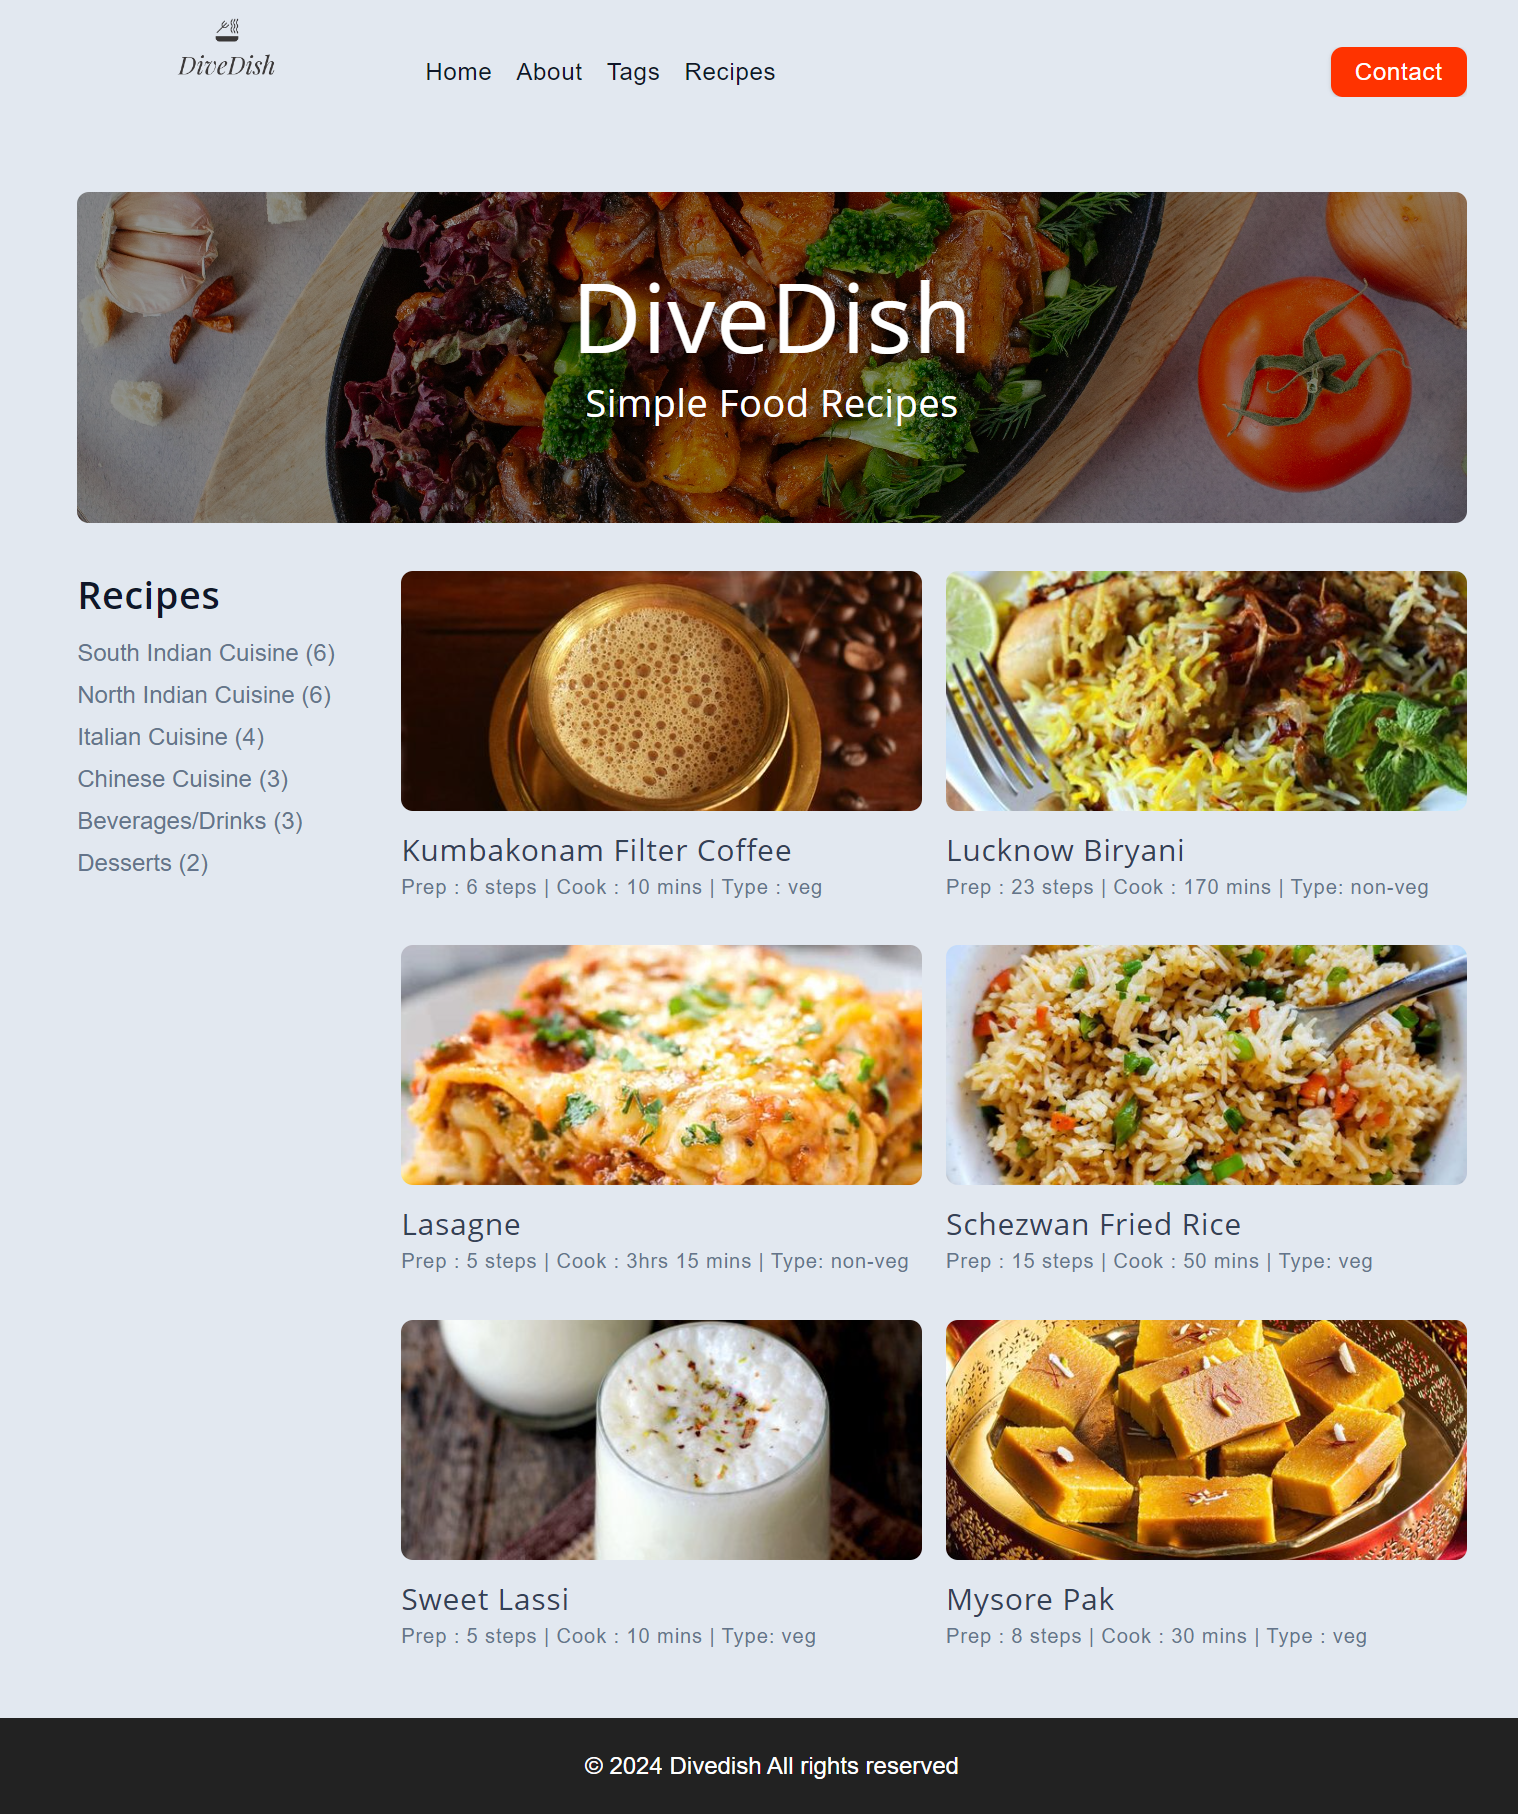 DiveDish
Home About Tags Recipes
Contact
DiveDish
Simple Food Recipes
Recipes
South Indian Cuisine (6)
North Indian Cuisine (6)
Italian Cuisine (4)
Chinese Cuisine (3)
Beverages/Drinks (3)
Desserts (2)
Kumbakonam Filter Coffee
Prep : 6 steps | Cook : 10 mins | Type : veg
Lucknow Biryani
Prep : 23 steps | Cook : 170 mins | Type: non-veg
Lasagne
Prep : 5 steps | Cook : 3hrs 15 mins | Type: non-veg
Schezwan Fried Rice
Prep : 15 steps | Cook : 50 mins | Type: veg
Sweet Lassi
Prep : 5 steps | Cook : 10 mins | Type: veg
Mysore Pak
Prep : 8 steps | Cook : 30 mins | Type : veg
© 2024 Divedish All rights reserved